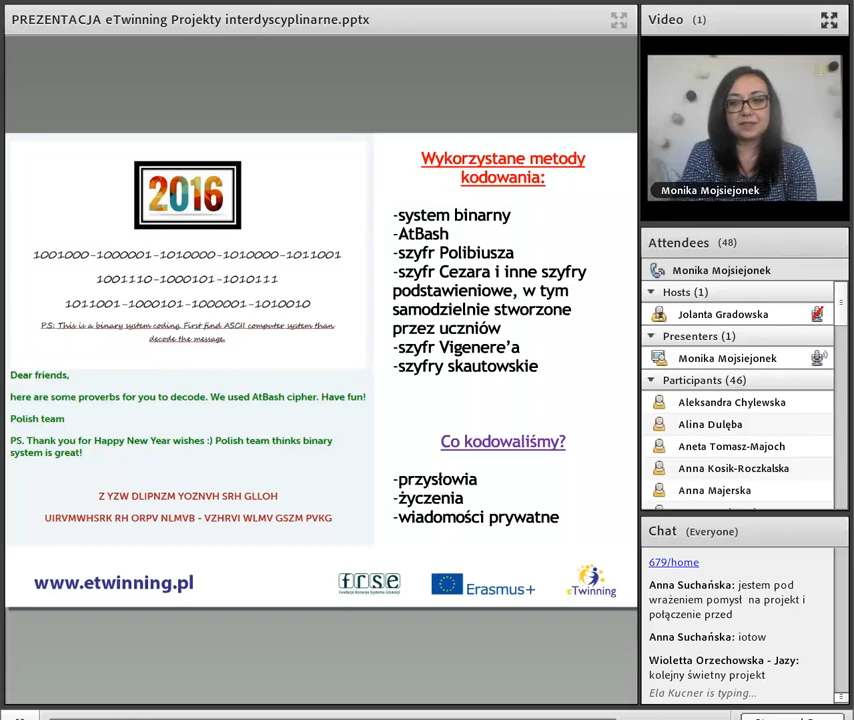 PREZENTACJA eTwinning Projekty interdyscyplinarne.pptx
2016
1001000-1000001-1010000-1010000-1011001
1001110-1000101-1010111
1011001-1000101-1000001-1010010
P.S: This is a binary system coding. First find ASCII computer system than
decode the message.
Dear friends,
here are some proverbs for you to decode. We used AtBash cipher. Have fun!
Polish team
PS. Thank you for Happy New Year wishes :) Polish team thinks binary
system is great!
Z YZW DLIPNZM YOZNVH SRH GLLOH
UIRVMWHSRK RH ORPV NLMVB - VZHRVI WLMV GSZM PVKG
Wykorzystane metody
kodowania:
-system binarny
-AtBash
-szyfr Polibiusza
-szyfr Cezara i inne szyfry
podstawieniowe, w tym
samodzielnie stworzone
przez uczniów
-szyfr Vigenere’a
-szyfry skautowskie
Co kodowaliśmy?
-przysłowia
-życzenia
-wiadomości prywatne
www.etwinning.pl
frse
Fundacja Rozwoju Systemu Edukacji
Erasmus+
eTwinning
Video (1)
Monika Mojsiejonek
Attendees (48)
Monika Mojsiejonek
Hosts (1)
Jolanta Gradowska
Presenters (1)
Monika Mojsiejonek
Participants (46)
Aleksandra Chylewska
Alina Dulęba
Aneta Tomasz-Majoch
Anna Kosik-Roczkalska
Anna Majerska
Chat (Everyone)
679/home
Anna Suchańska: jestem pod
wrażeniem pomysł na projekt i
połączenie przed
Anna Suchańska: iotow
Wioletta Orzechowska - Jazy:
kolejny świetny projekt
Ela Kucner is typing...